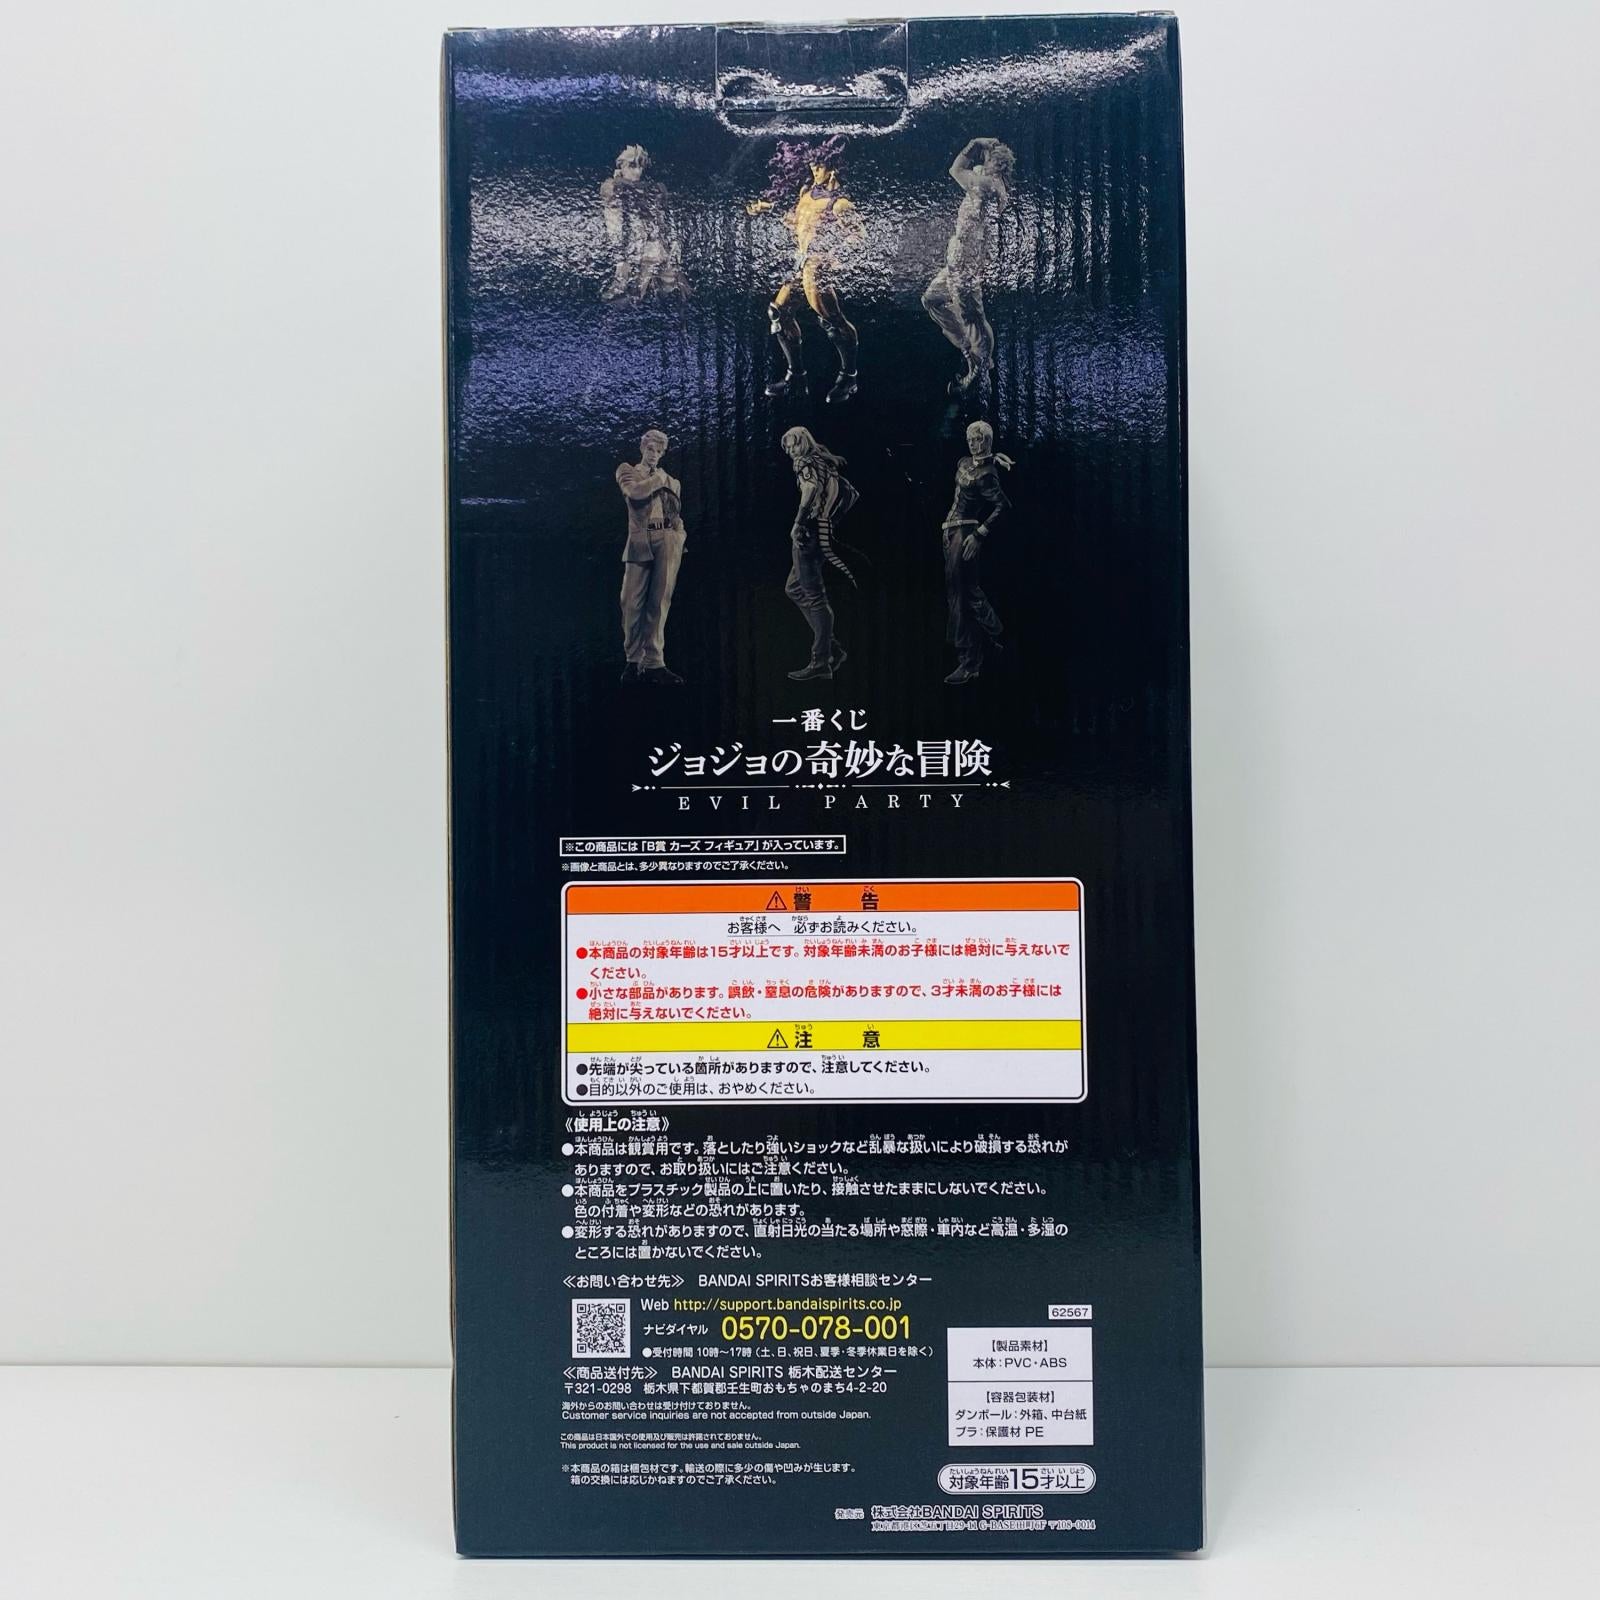 一番くじ
ジョジョの奇妙な冒険
EVIL PARTY
※この商品には「B賞 カーズ フィギュア」が入っています。
※画像と商品とは、多少異なりますのでご了承ください。
⚠警告
お客様へ 必ずお読みください。
●本商品の対象年齢は15才以上です。対象年齢未満のお子様には絶対に与えないで
ください。
●小さな部品があります。誤飲・窒息の危険がありますので、3才未満のお子様には
絶対に与えないでください。
⚠注意
●先端が尖っている箇所がありますので、注意してください。
●目的以外のご使用は、おやめください。
《使用上の注意》
●本商品は観賞用です。落としたり強いショックなど乱暴な扱いにより破損する恐れが
ありますので、お取り扱いにはご注意ください。
●本商品をプラスチック製品の上に置いたり、接触させたままにしないでください。
色の付着や変形などの恐れがあります。
●変形する恐れがありますので、直射日光の当たる場所や窓際・車内など高温・多湿の
ところには置かないでください。
≪お問い合わせ先≫ BANDAI SPIRITSお客様相談センター
Web http://support.bandaispirits.co.jp
ナビダイヤル 0570-078-001
●受付時間 10時〜17時(土、日、祝日、夏季・冬季休業日を除く)
≪商品送付先≫ BANDAI SPIRITS 栃木配送センター
〒321-0298 栃木県下都賀郡壬生町おもちゃのまち4-2-20
海外からのお問い合わせは受け付けておりません。
Customer service inquiries are not accepted from outside Japan.
この商品は日本国外での使用及び販売は許諾されておりません。
This product is not licensed for the use and sale outside Japan.
※本商品の箱は梱包材です。輸送の際に多少の傷や凹みが生じます。
箱の交換には応じかねますのでご了承ください。
62567
【製品素材】
本体:PVC・ABS
【容器包装材】
ダンボール:外箱、中台紙
プラ:保護材 PE
対象年齢15才以上
発売元 株式会社BANDAI SPIRITS
東京都港区芝五丁目29-11 G-BASE田町6F 〒108-0014